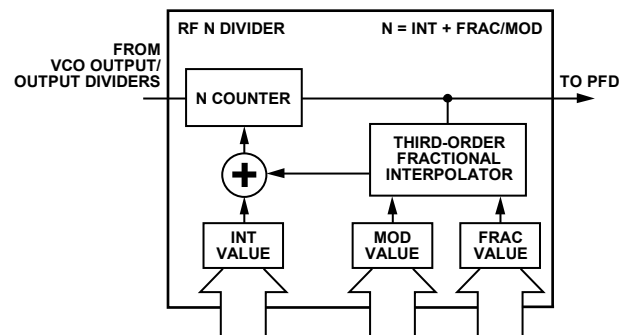 RF N DIVIDER
N = INT + FRAC/MOD
FROM
VCO OUTPUT/
OUTPUT DIVIDERS
N COUNTER
TO PFD
THIRD-ORDER
FRACTIONAL
INTERPOLATOR
+
INT
VALUE
MOD
VALUE
FRAC
VALUE